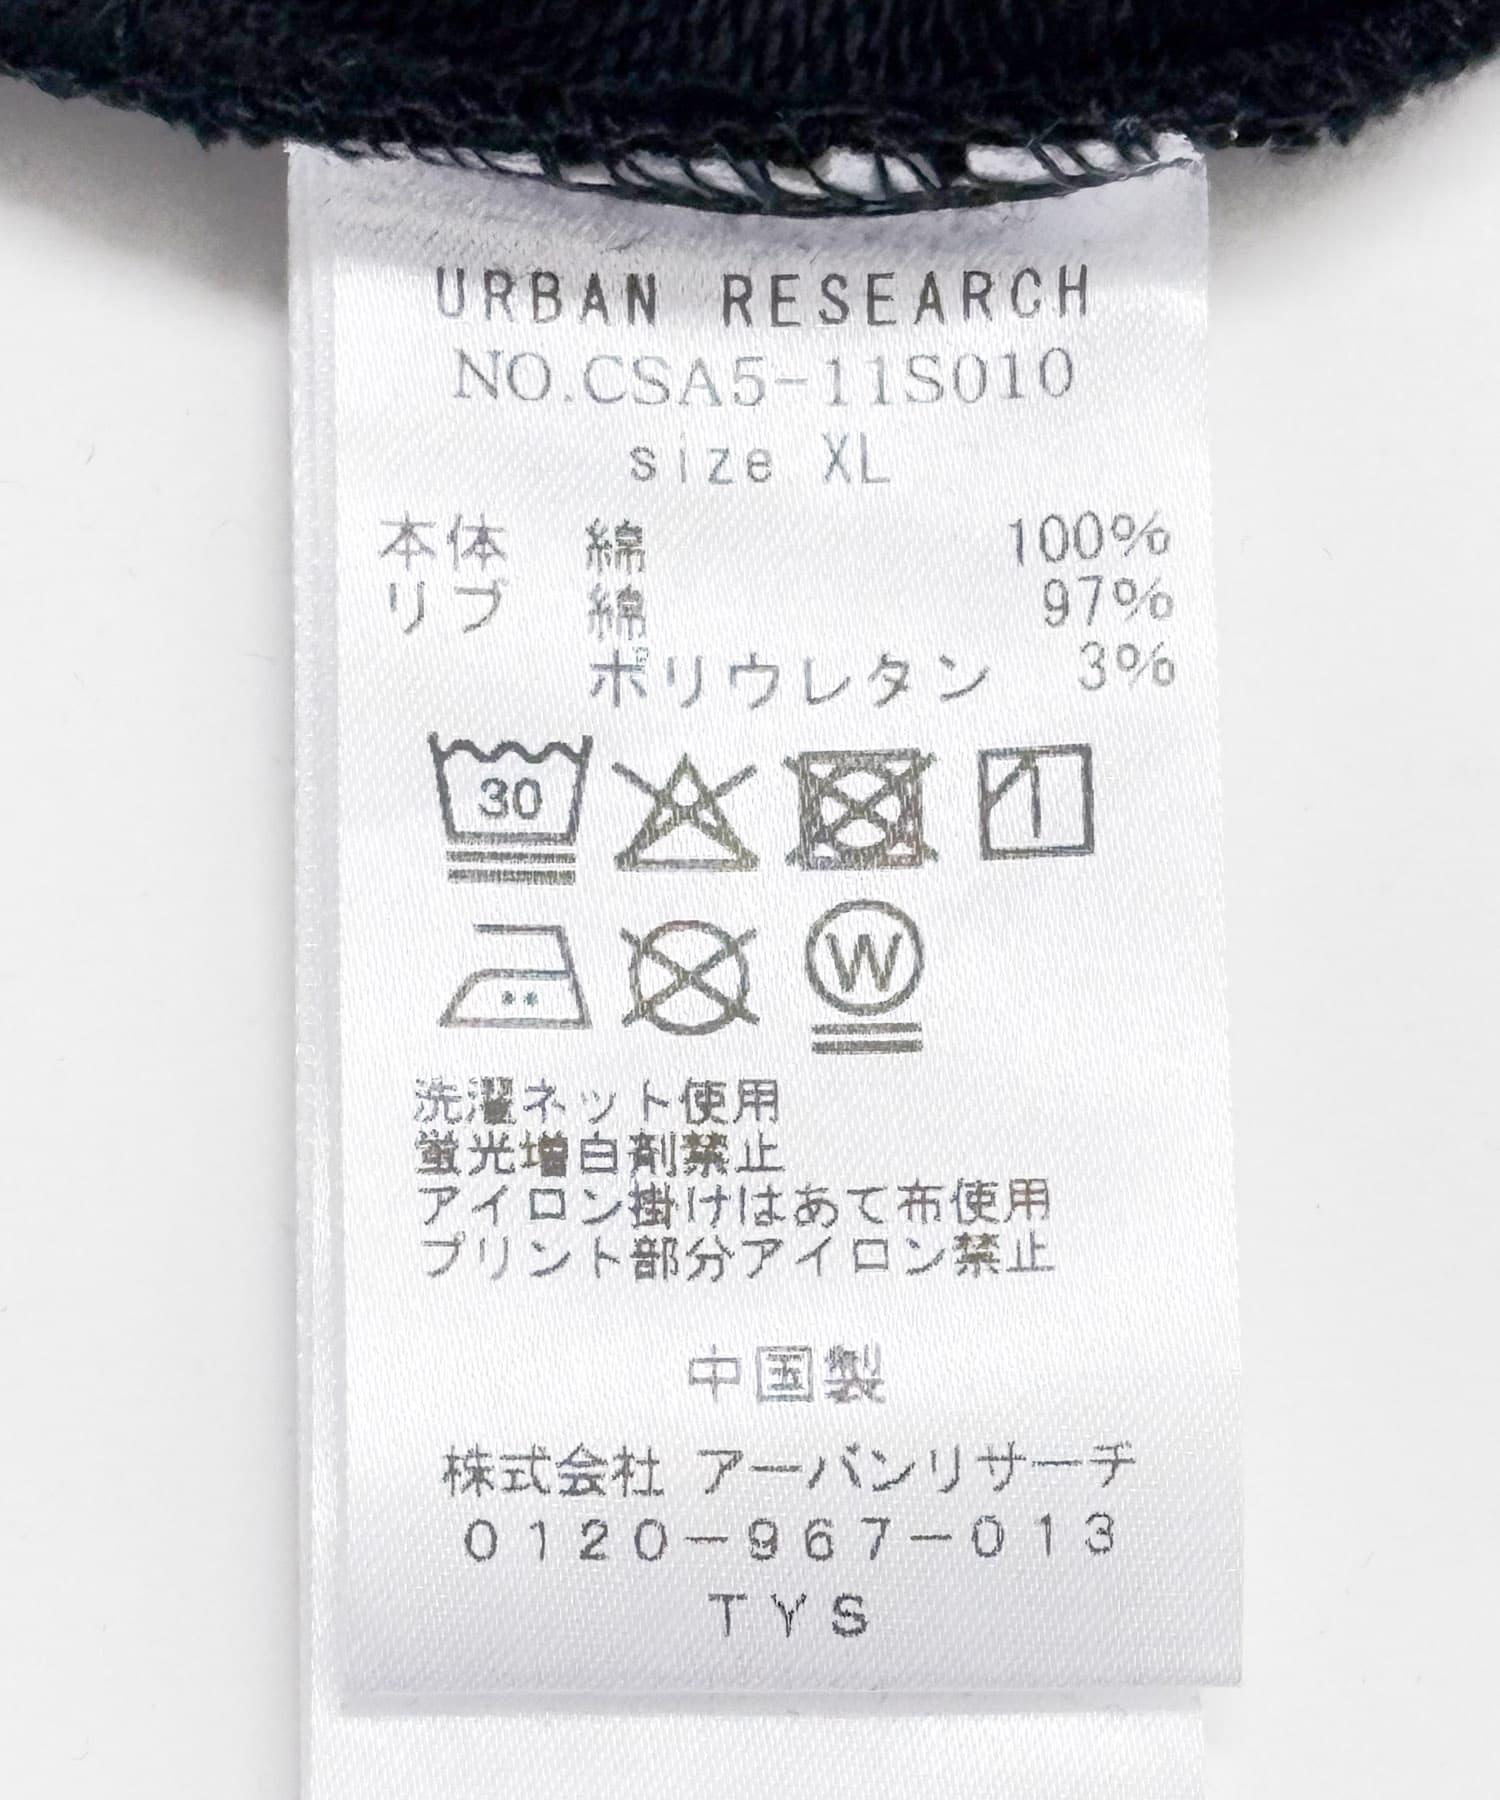 URBAN RESEARCH
NO.CSA5-11S010
size XL
本体 綿 100%
リブ 綿 97%
ポリウレタン 3%
30
W
洗濯ネット使用
蛍光増白剤禁止
アイロン掛けはあて布使用
プリント部分アイロン禁止
中国製
株式会社 アーバンリサーチ
0120-967-013
TYS